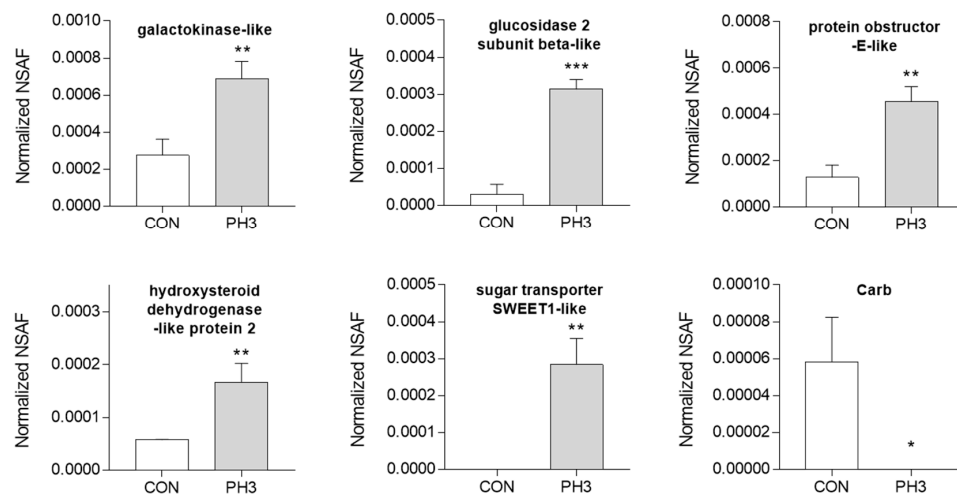 galactokinase-like
**
Normalized NSAF
0.0010
0.0008
0.0006
0.0004
0.0002
0.0000
CON PH3
glucosidase 2
subunit beta-like
***
Normalized NSAF
0.0005
0.0004
0.0003
0.0002
0.0001
0.0000
CON PH3
protein obstructor
-E-like
**
Normalized NSAF
0.0008
0.0006
0.0004
0.0002
0.0000
CON PH3
hydroxysteroid
dehydrogenase
-like protein 2
**
Normalized NSAF
0.0003
0.0002
0.0001
0.0000
CON PH3
sugar transporter
SWEET1-like
**
Normalized NSAF
0.0005
0.0004
0.0003
0.0002
0.0001
0.0000
CON PH3
Carb
*
Normalized NSAF
0.00010
0.00008
0.00006
0.00004
0.00002
0.00000
CON PH3